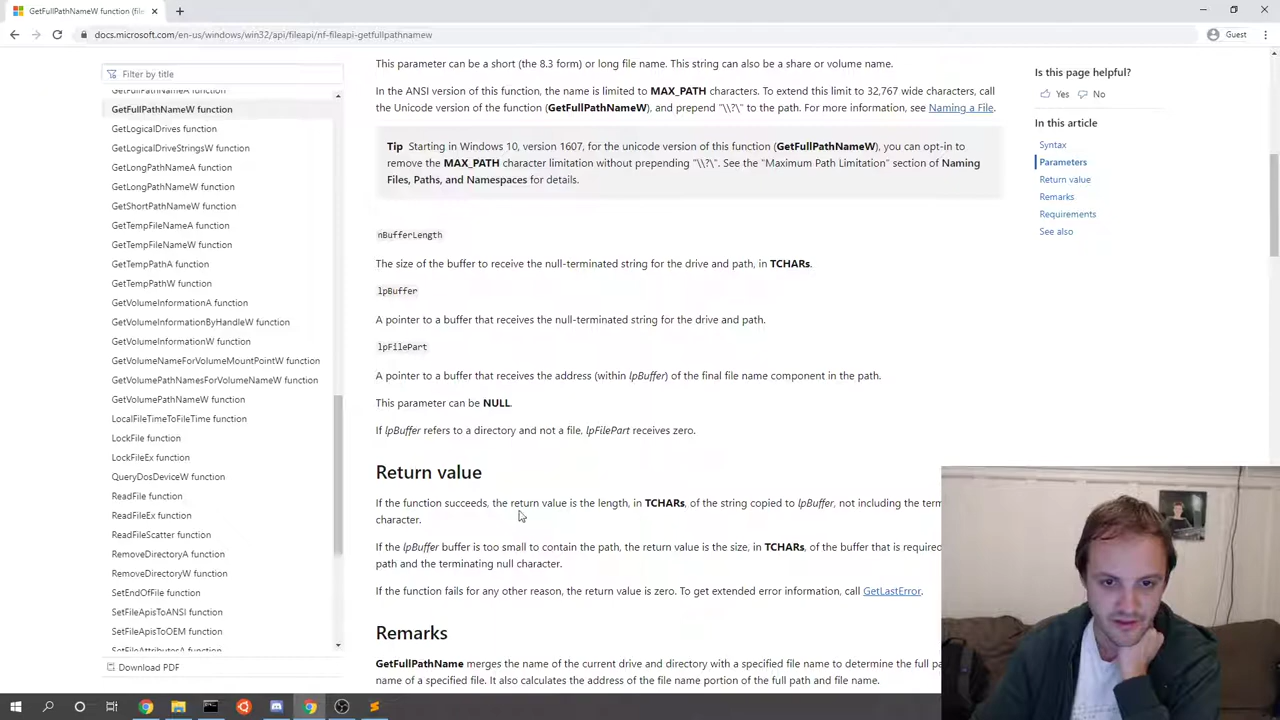 GetFullPathNameW function (file
docs.microsoft.com/en-us/windows/win32/api/fileapi/nf-fileapi-getfullpathnamew
Guest
Filter by title
GetFullPathNameA function
GetFullPathNameW function
GetLogicalDrives function
GetLogicalDriveStringsW function
GetLongPathNameA function
GetLongPathNameW function
GetShortPathNameW function
GetTempFileNameA function
GetTempFileNameW function
GetTempPathA function
GetTempPathW function
GetVolumeInformationA function
GetVolumeInformationByHandleW function
GetVolumeInformationW function
GetVolumeNameForVolumeMountPointW function
GetVolumePathNamesForVolumeNameW function
GetVolumePathNameW function
LocalFileTimeToFileTime function
LockFile function
LockFileEx function
QueryDosDeviceW function
ReadFile function
ReadFileEx function
ReadFileScatter function
RemoveDirectoryA function
RemoveDirectoryW function
SetEndOfFile function
SetFileApisToANSI function
SetFileApisToOEM function
SetFileAttributesA function
Download PDF
This parameter can be a short (the 8.3 form) or long file name. This string can also be a share or volume name.
In the ANSI version of this function, the name is limited to MAX_PATH characters. To extend this limit to 32,767 wide characters, call
the Unicode version of the function (GetFullPathNameW), and prepend "\\?\" to the path. For more information, see Naming a File.
Tip Starting in Windows 10, version 1607, for the unicode version of this function (GetFullPathNameW), you can opt-in to
remove the MAX_PATH character limitation without prepending "\\?\". See the "Maximum Path Limitation" section of Naming
Files, Paths, and Namespaces for details.
nBufferLength
The size of the buffer to receive the null-terminated string for the drive and path, in TCHARs.
lpBuffer
A pointer to a buffer that receives the null-terminated string for the drive and path.
lpFilePart
A pointer to a buffer that receives the address (within lpBuffer) of the final file name component in the path.
This parameter can be NULL.
If lpBuffer refers to a directory and not a file, lpFilePart receives zero.
Return value
If the function succeeds, the return value is the length, in TCHARs, of the string copied to lpBuffer, not including the term
character.
If the lpBuffer buffer is too small to contain the path, the return value is the size, in TCHARs, of the buffer that is required
path and the terminating null character.
If the function fails for any other reason, the return value is zero. To get extended error information, call GetLastError.
Remarks
GetFullPathName merges the name of the current drive and directory with a specified file name to determine the full pa
name of a specified file. It also calculates the address of the file name portion of the full path and file name.
Is this page helpful?
Yes No
In this article
Syntax
Parameters
Return value
Remarks
Requirements
See also